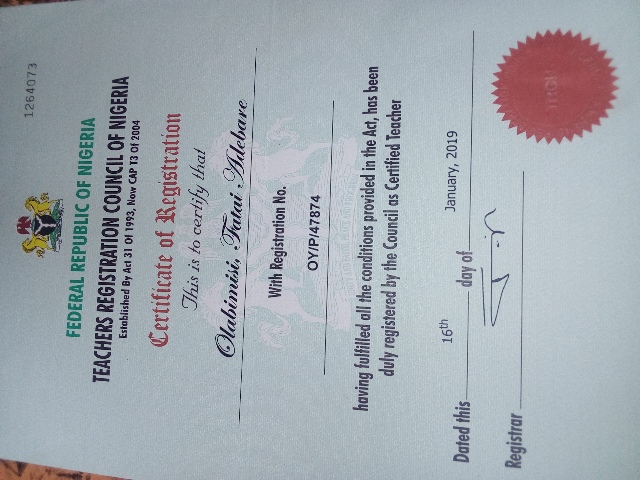 1264073
FEDERAL REPUBLIC OF NIGERIA
TEACHERS REGISTRATION COUNCIL OF NIGERIA
Established By Act 31 Of 1993, Now CAP T3 Of 2004
Certificate of Registration
This is to certify that
Olabimisi, Fatai Adebare
With Registration No.
OY/P/47874
having fulfilled all the conditions provided in the Act, has been
duly registered by the Council as Certified Teacher
Dated this 16th day of January, 2019
Registrar